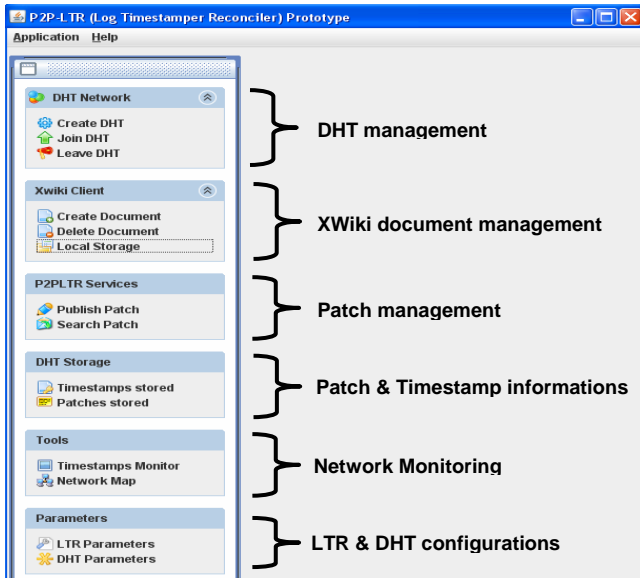 P2P-LTR (Log Timestamper Reconciler) Prototype
Application Help
DHT Network
Create DHT
Join DHT
Leave DHT
DHT management
Xwiki Client
Create Document
Delete Document
Local Storage
XWiki document management
P2PLTR Services
Publish Patch
Search Patch
Patch management
DHT Storage
Timestamps stored
Patches stored
Patch & Timestamp informations
Tools
Timestamps Monitor
Network Map
Network Monitoring
Parameters
LTR Parameters
DHT Parameters
LTR & DHT configurations